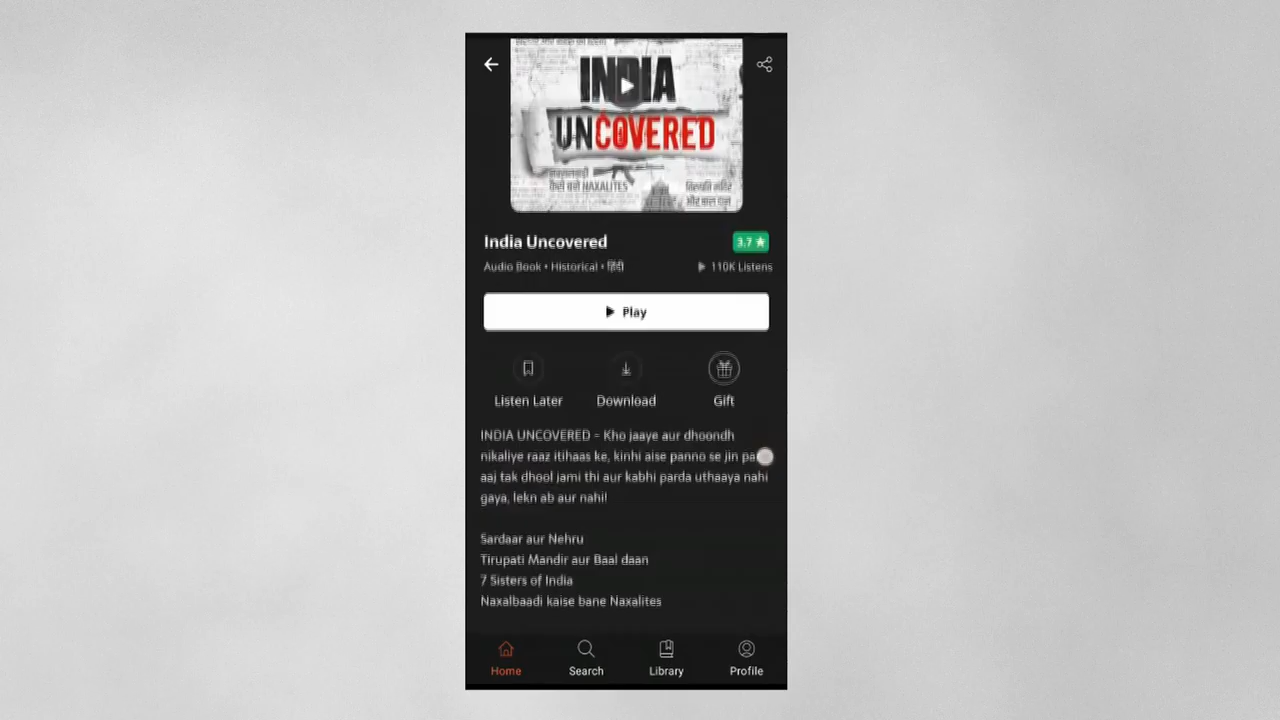 INDIA
UNCOVERED
कैसे बने NAXALITES
India Uncovered
3.7 ★
Audio Book • Historical • हिंदी
110K Listens
Play
Listen Later
Download
Gift
INDIA UNCOVERED – Kho jaaye aur dhoondh
nikaliye raaz itihaas ke, kinhi aise panno se jin
aaj tak dhool jami thi aur kabhi parda uthaaya nahi
gaya, lekn ab aur nahi!
Sardaar aur Nehru
Tirupati Mandir aur Baal daan
7 Sisters of India
Naxalbaadi kaise bane Naxalites
Home
Search
Library
Profile